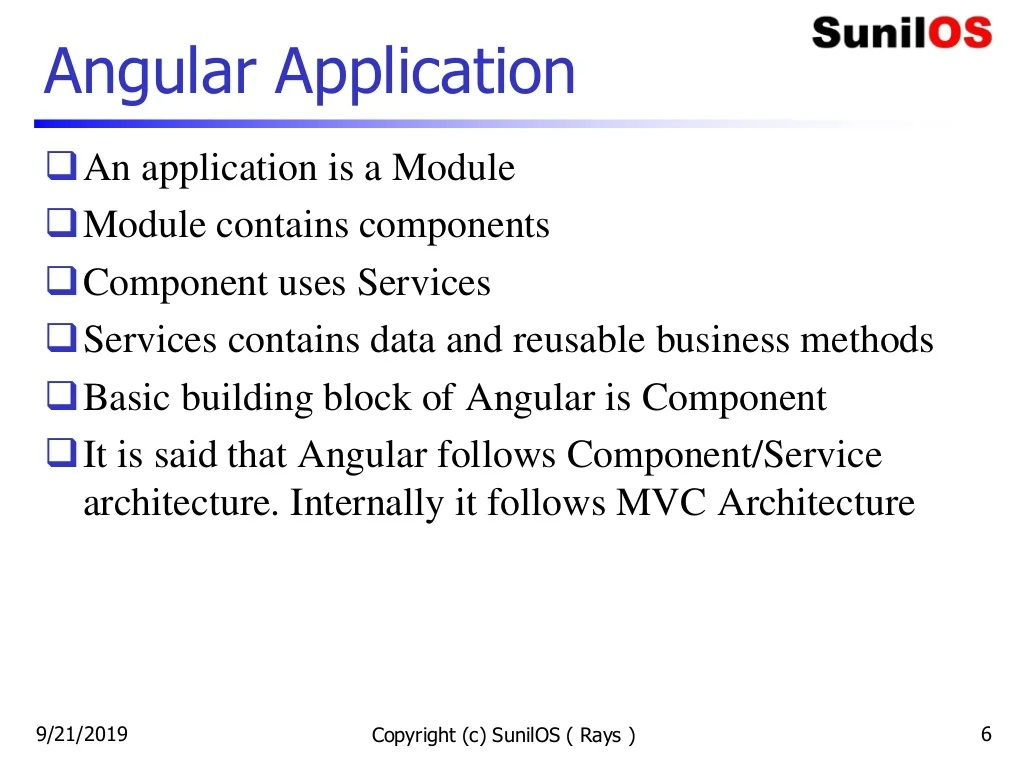 SunilOS
Angular Application
An application is a Module
Module contains components
Component uses Services
Services contains data and reusable business methods
Basic building block of Angular is Component
It is said that Angular follows Component/Service
architecture. Internally it follows MVC Architecture
9/21/2019
Copyright (c) SunilOS ( Rays )
6